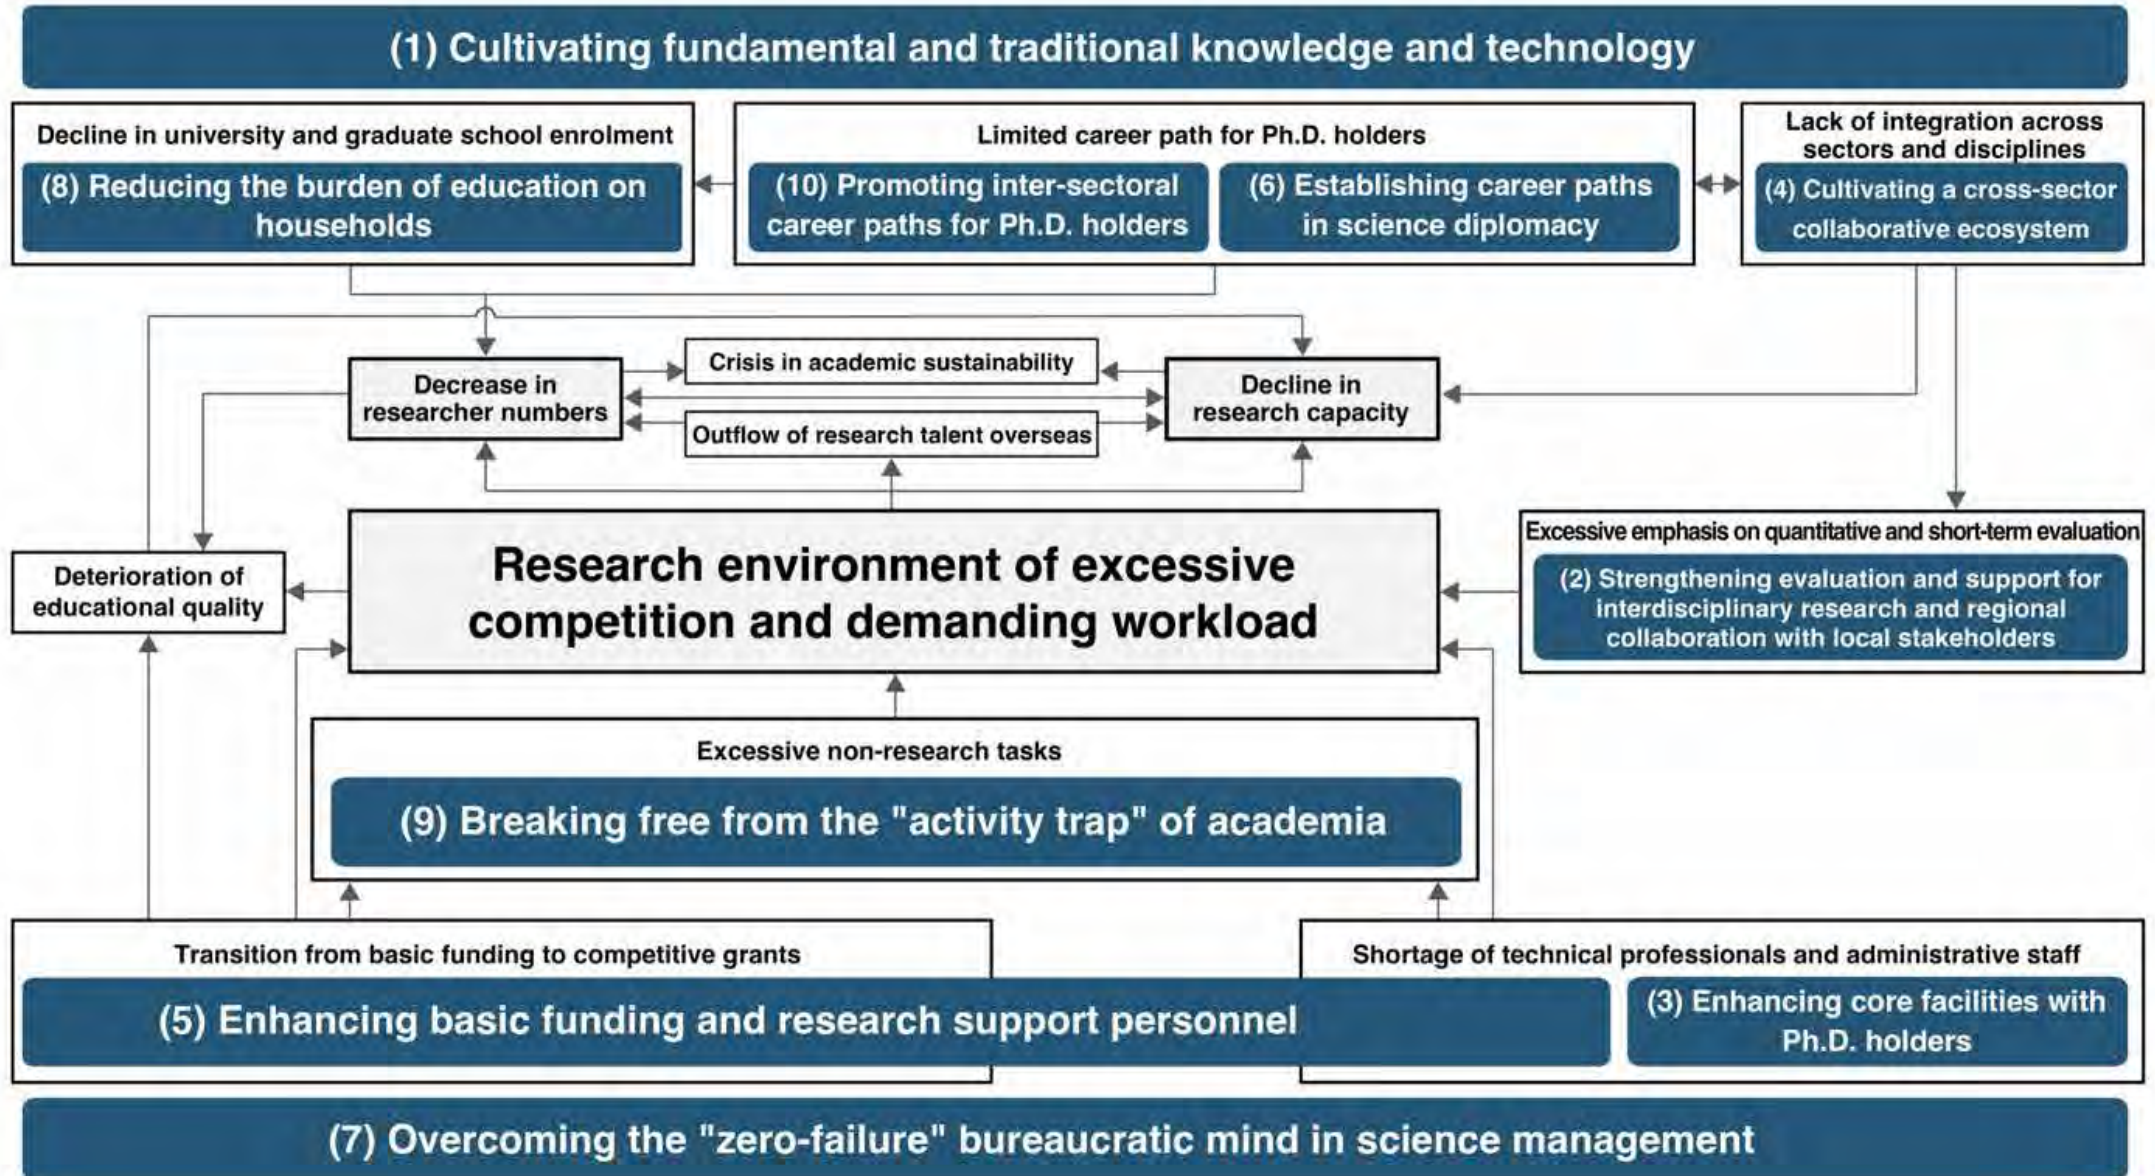 (1) Cultivating fundamental and traditional knowledge and technology
Decline in university and graduate school enrolment
(8) Reducing the burden of education on
households
Limited career path for Ph.D. holders
(10) Promoting inter-sectoral
career paths for Ph.D. holders
(6) Establishing career paths
in science diplomacy
Lack of integration across
sectors and disciplines
(4) Cultivating a cross-sector
collaborative ecosystem
Decrease in
researcher numbers
Crisis in academic sustainability
Outflow of research talent overseas
Decline in
research capacity
Deterioration of
educational quality
Research environment of excessive
competition and demanding workload
Excessive emphasis on quantitative and short-term evaluation
(2) Strengthening evaluation and support for
interdisciplinary research and regional
collaboration with local stakeholders
Excessive non-research tasks
(9) Breaking free from the "activity trap" of academia
Transition from basic funding to competitive grants
Shortage of technical professionals and administrative staff
(5) Enhancing basic funding and research support personnel
(3) Enhancing core facilities with
Ph.D. holders
(7) Overcoming the "zero-failure" bureaucratic mind in science management